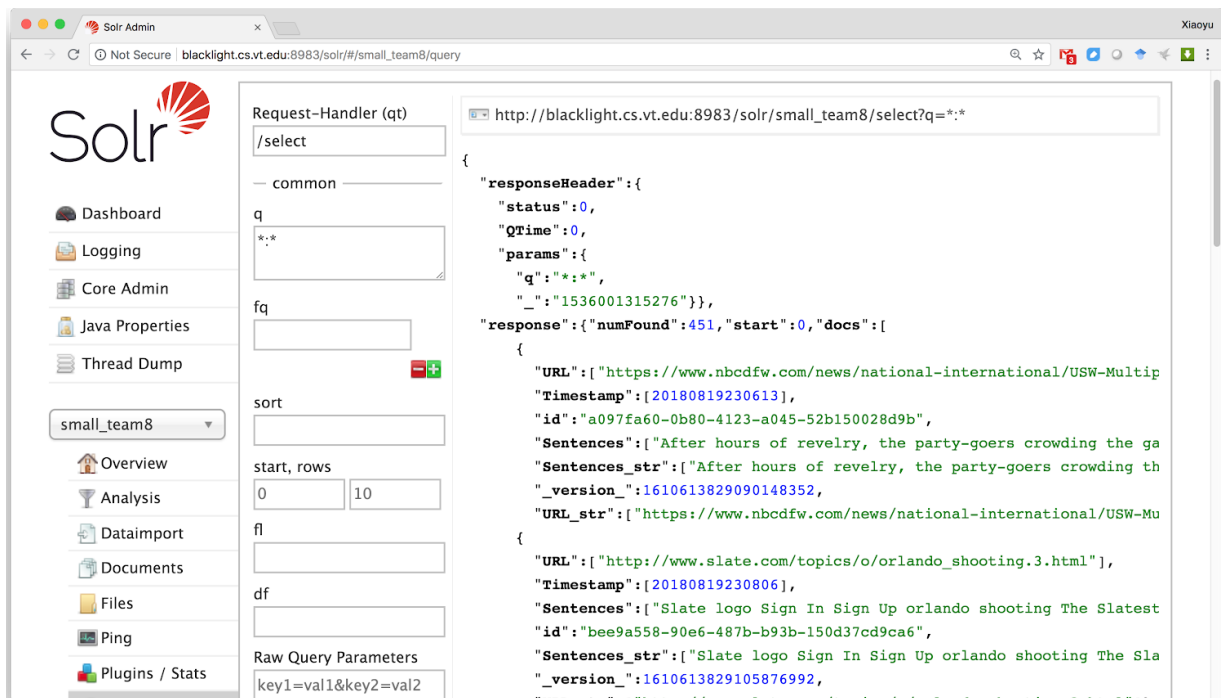 Solr Admin
×
Xiaoyu
Not Secure | blacklight.cs.vt.edu:8983/solr/#/small_team8/query
3
Solr
Dashboard
Logging
Core Admin
Java Properties
Thread Dump
small_team8
Overview
Analysis
Dataimport
Documents
Files
Ping
Plugins / Stats
Request-Handler (qt)
/select
common
q
*:*
fq
sort
start, rows
0
10
fl
df
Raw Query Parameters
key1=val1&key2=val2
http://blacklight.cs.vt.edu:8983/solr/small_team8/select?q=*:*
{
"responseHeader":{
"status":0,
"QTime":0,
"params":{
"q":"*:*",
"_":"1536001315276"}},
"response":{"numFound":451,"start":0,"docs":[
{
"URL":["https://www.nbcdfw.com/news/national-international/USW-Multip
"Timestamp":[20180819230613],
"id":"a097fa60-0b80-4123-a045-52b150028d9b",
"Sentences":["After hours of revelry, the party-goers crowding the ga
"Sentences_str":["After hours of revelry, the party-goers crowding th
"_version_":1610613829090148352,
"URL_str":["https://www.nbcdfw.com/news/national-international/USW-Mu
{
"URL":["http://www.slate.com/topics/o/orlando_shooting.3.html"],
"Timestamp":[20180819230806],
"Sentences":["Slate logo Sign In Sign Up orlando shooting The Slatest
"id":"bee9a558-90e6-487b-b93b-150d37cd9ca6",
"Sentences_str":["Slate logo Sign In Sign Up orlando shooting The Sla
"_version_":1610613829105876992,